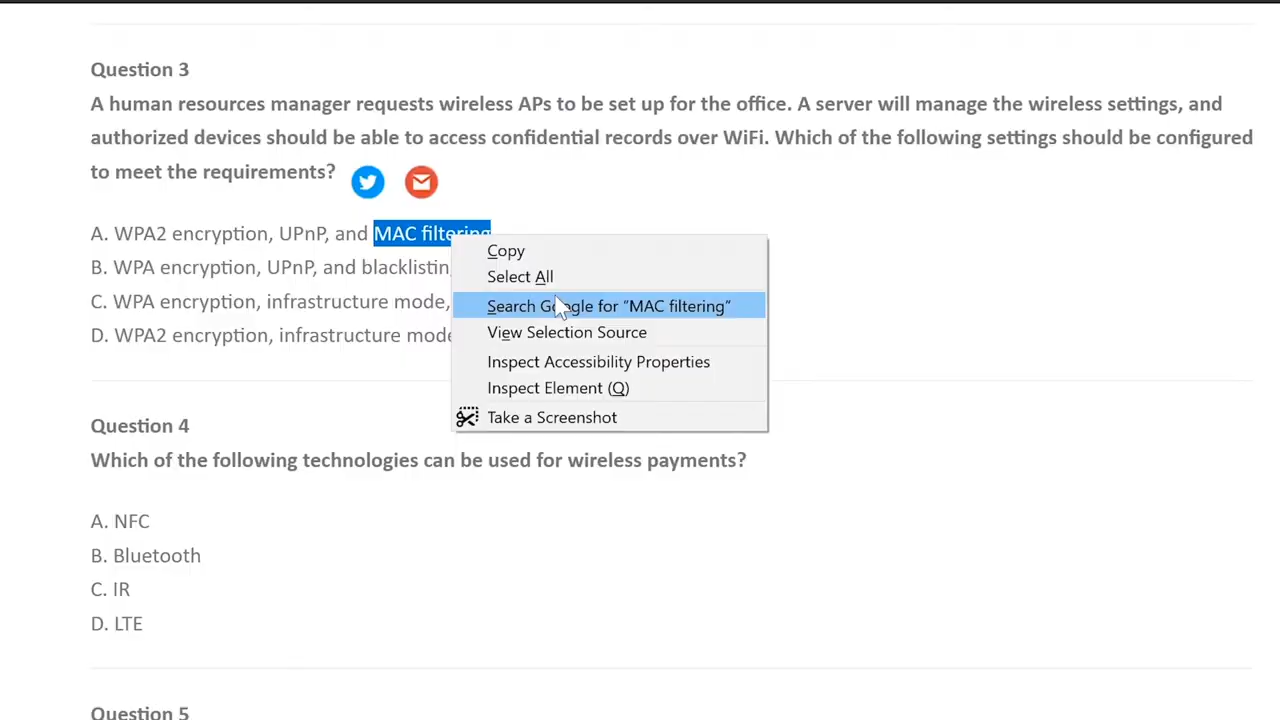 Question 3
A human resources manager requests wireless APs to be set up for the office. A server will manage the wireless settings, and
authorized devices should be able to access confidential records over WiFi. Which of the following settings should be configured
to meet the requirements?
A. WPA2 encryption, UPnP, and MAC filtering
B. WPA encryption, UPnP, and blacklistin
C. WPA encryption, infrastructure mode,
D. WPA2 encryption, infrastructure mode
Copy
Select All
Search Google for “MAC filtering”
View Selection Source
Inspect Accessibility Properties
Inspect Element (Q)
Take a Screenshot
Question 4
Which of the following technologies can be used for wireless payments?
A. NFC
B. Bluetooth
C. IR
D. LTE
Question 5